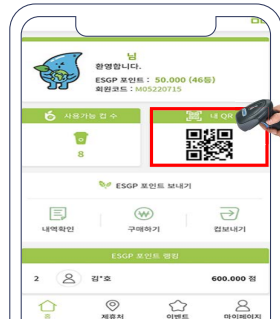 님
환영합니다.
ESGP 포인트 : 50.000 (46등)
회원코드 : M05220715
사용가능 컵 수
내 QR
8
ESGP 포인트 보내기
내역확인
구매하기
컵보내기
ESGP 포인트 랭킹
2 김*호 600.000 점
홈
제휴처
이벤트
마이페이지